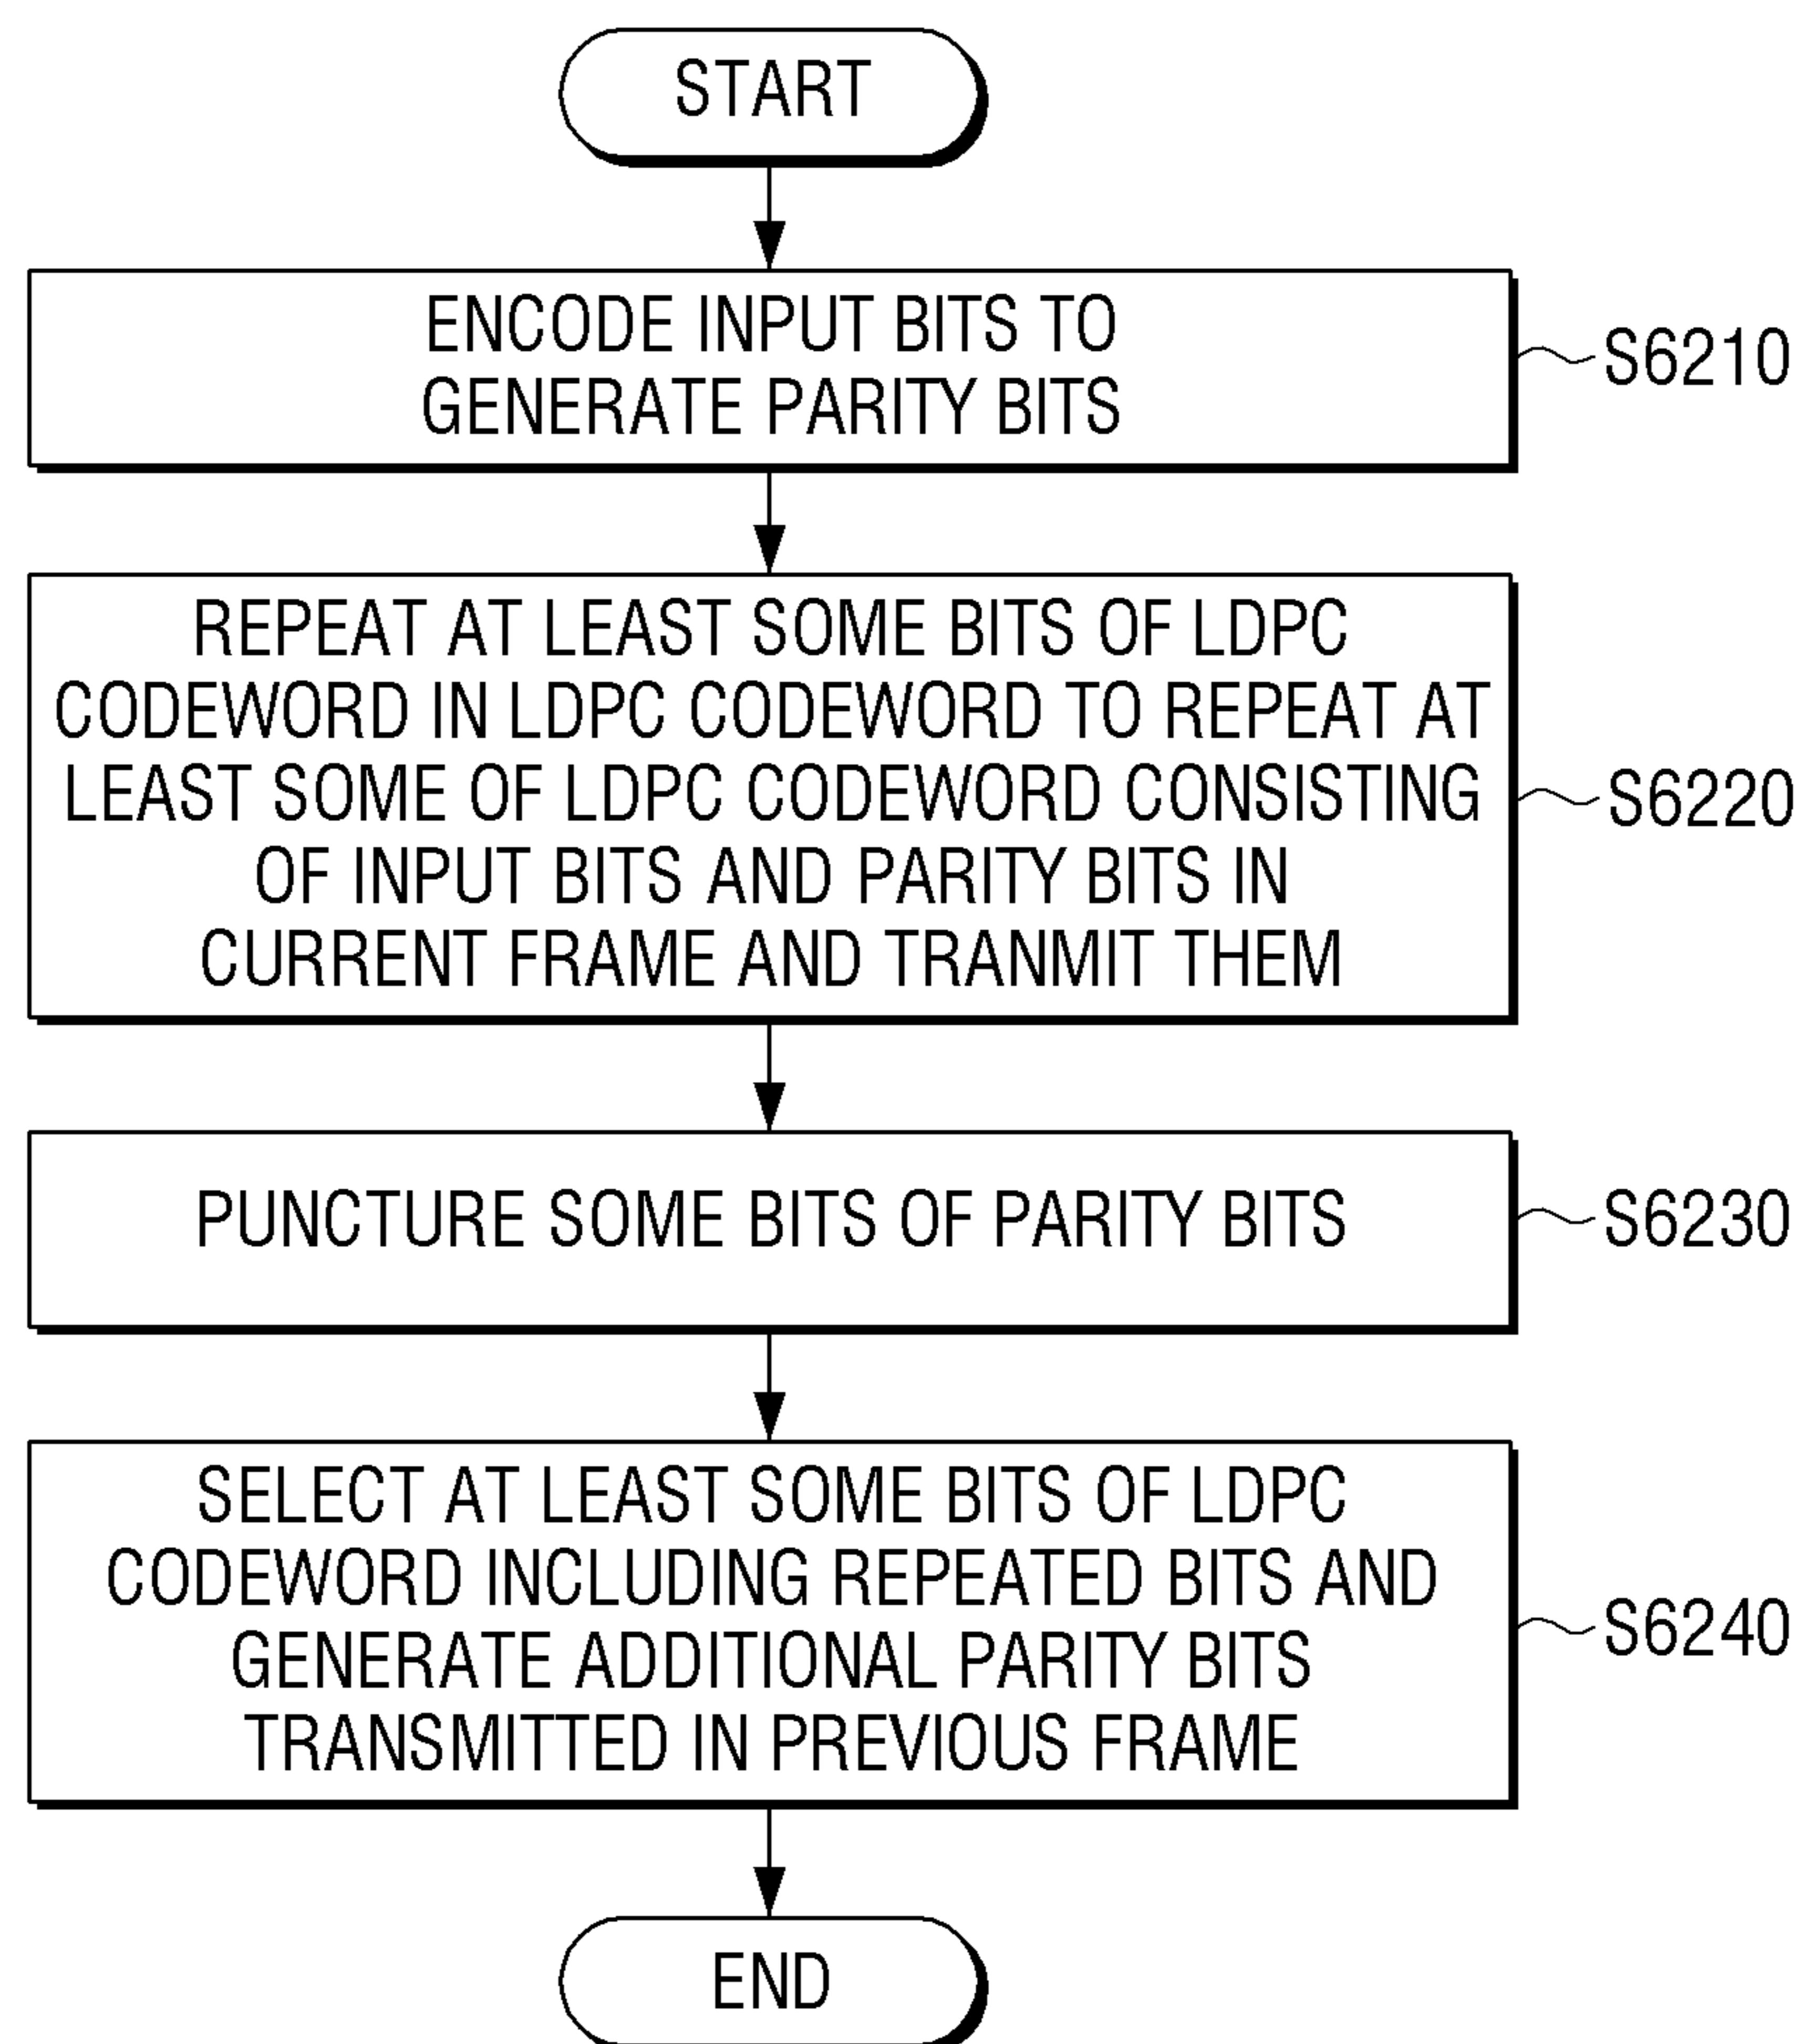 START
ENCODE INPUT BITS TO
GENERATE PARITY BITS
S6210
REPEAT AT LEAST SOME BITS OF LDPC
CODEWORD IN LDPC CODEWORD TO REPEAT AT
LEAST SOME OF LDPC CODEWORD CONSISTING
OF INPUT BITS AND PARITY BITS IN
CURRENT FRAME AND TRANMIT THEM
S6220
PUNCTURE SOME BITS OF PARITY BITS
S6230
SELECT AT LEAST SOME BITS OF LDPC
CODEWORD INCLUDING REPEATED BITS AND
GENERATE ADDITIONAL PARITY BITS
TRANSMITTED IN PREVIOUS FRAME
S6240
END